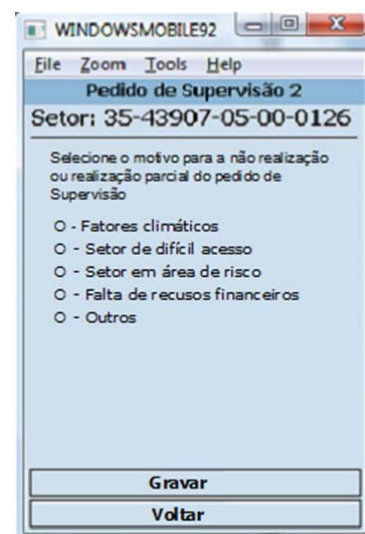 WINDOWSMOBILE92
File Zoom Tools Help
Pedido de Supervisão 2
Setor: 35-43907-05-00-0126
Selecione o motivo para a não realização
ou realização parcial do pedido de
Supervisão
O - Fatores climáticos
O - Setor de difícil acesso
O - Setor em área de risco
O - Falta de recusos financeiros
O - Outros
Gravar
Voltar